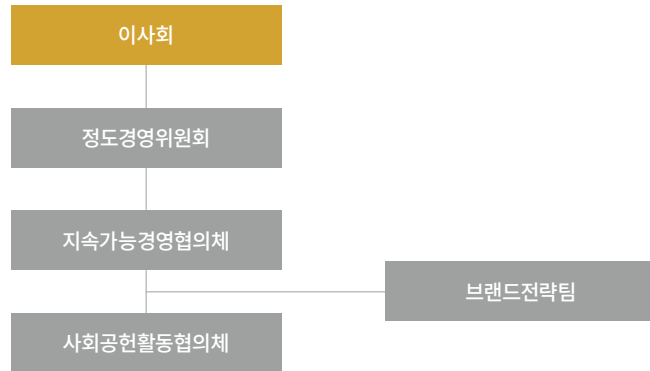 이사회
정도경영위원회
지속가능경영협의체
브랜드전략팀
사회공헌활동협의체